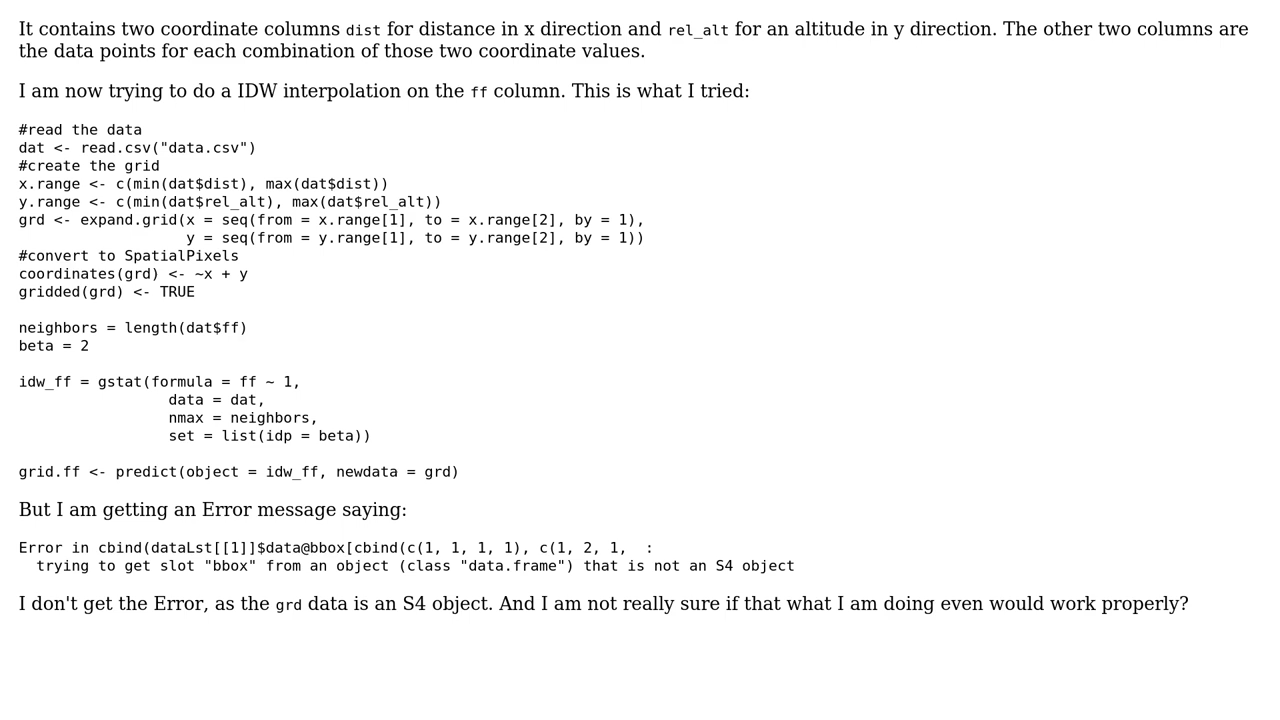 It contains two coordinate columns dist for distance in x direction and rel_alt for an altitude in y direction. The other two columns are
the data points for each combination of those two coordinate values.
I am now trying to do a IDW interpolation on the ff column. This is what I tried:
#read the data
dat <- read.csv("data.csv")
#create the grid
x.range <- c(min(dat$dist), max(dat$dist))
y.range <- c(min(dat$rel_alt), max(dat$rel_alt))
grd <- expand.grid(x = seq(from = x.range[1], to = x.range[2], by = 1),
                   y = seq(from = y.range[1], to = y.range[2], by = 1))
#convert to SpatialPixels
coordinates(grd) <- ~x + y
gridded(grd) <- TRUE

neighbors = length(dat$ff)
beta = 2

idw_ff = gstat(formula = ff ~ 1,
                 data = dat,
                 nmax = neighbors,
                 set = list(idp = beta))

grid.ff <- predict(object = idw_ff, newdata = grd)
But I am getting an Error message saying:
Error in cbind(dataLst[[1]]$data@bbox[cbind(c(1, 1, 1, 1), c(1, 2, 1,  :
  trying to get slot "bbox" from an object (class "data.frame") that is not an S4 object
I don't get the Error, as the grd data is an S4 object. And I am not really sure if that what I am doing even would work properly?